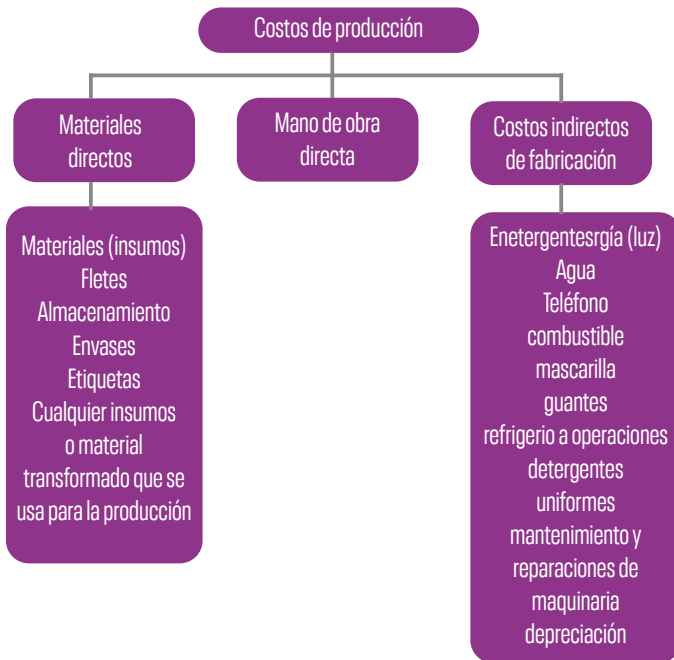 Costos de producción
Materiales
directos
Mano de obra
directa
Costos indirectos
de fabricación
Materiales (insumos)
Fletes
Almacenamiento
Envases
Etiquetas
Cualquier insumos
o material
transformado que se
usa para la producción
Enetergentesrgía (luz)
Agua
Teléfono
combustible
mascarilla
guantes
refrigerio a operaciones
detergentes
uniformes
mantenimiento y
reparaciones de
maquinaria
depreciación